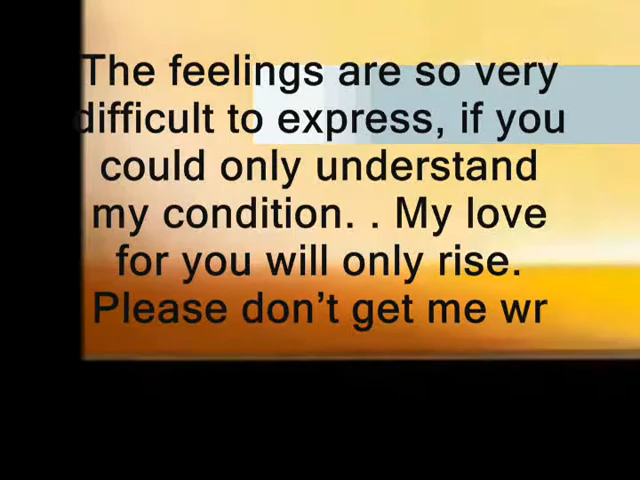 The feelings are so very
difficult to express, if you
could only understand
my condition. . My love
for you will only rise.
Please don’t get me wr